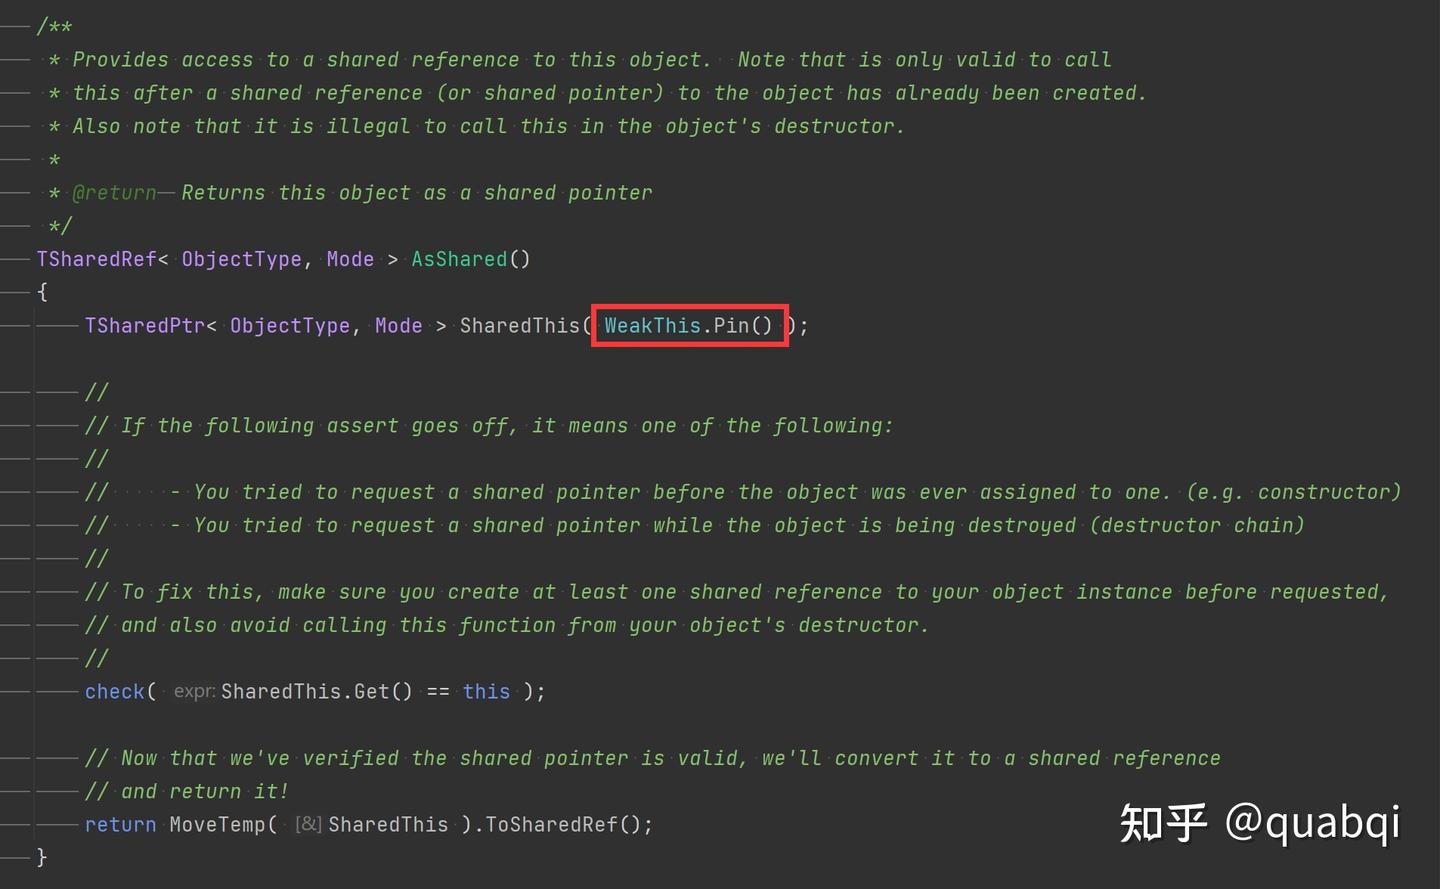 /**
* Provides access to a shared reference to this object.  Note that is only valid to call
* this after a shared reference (or shared pointer) to the object has already been created.
* Also note that it is illegal to call this in the object's destructor.
*
* @return Returns this object as a shared pointer
*/
TSharedRef< ObjectType, Mode > AsShared()
{
TSharedPtr< ObjectType, Mode > SharedThis( WeakThis.Pin() );
//
// If the following assert goes off, it means one of the following:
//
//     - You tried to request a shared pointer before the object was ever assigned to one. (e.g. constructor)
//     - You tried to request a shared pointer while the object is being destroyed (destructor chain)
//
// To fix this, make sure you create at least one shared reference to your object instance before requested,
// and also avoid calling this function from your object's destructor.
//
check( expr: SharedThis.Get() == this );
// Now that we've verified the shared pointer is valid, we'll convert it to a shared reference
// and return it!
return MoveTemp( [&] SharedThis ).ToSharedRef();
}
知乎 @quabqi